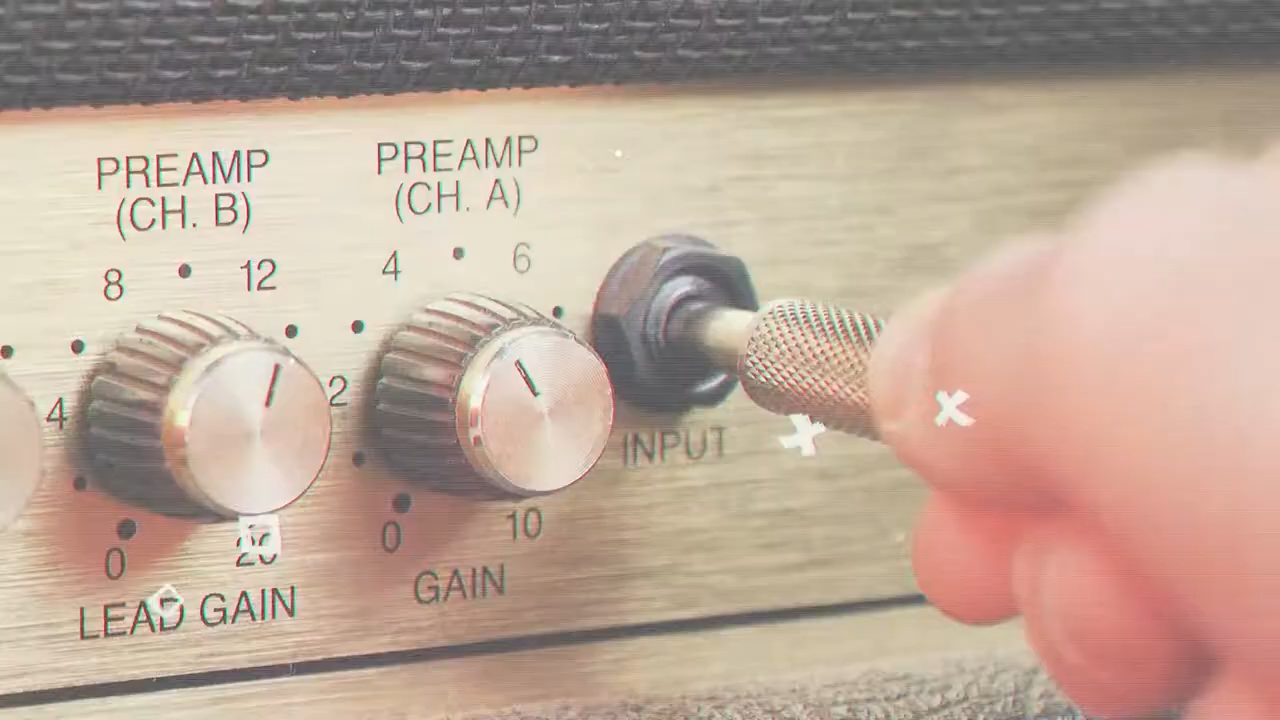 PREAMP
(CH. B)
8 12
4
0 20
LEAD GAIN
PREAMP
(CH. A)
4 6
2
0 10
GAIN
INPUT